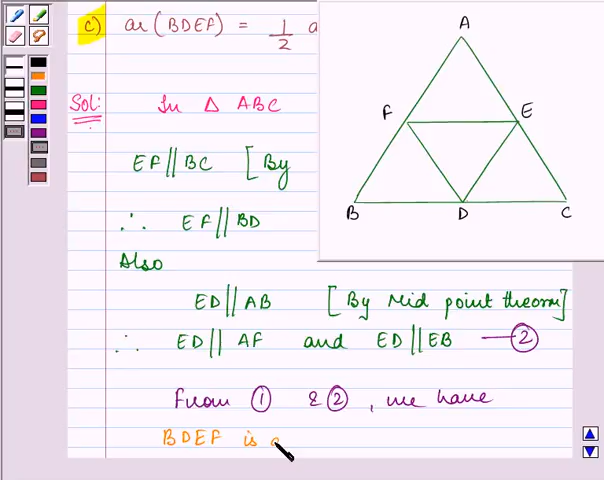 c) ar (BDEF) = 1/2 a
Sol: In Δ ABC
EF || BC [By
∴ EF || BD
Also
ED || AB [By Mid point theorem]
∴ ED || AF and ED || EB — ②
From ① & ②, we have
BDEF is a
A
F E
B D C